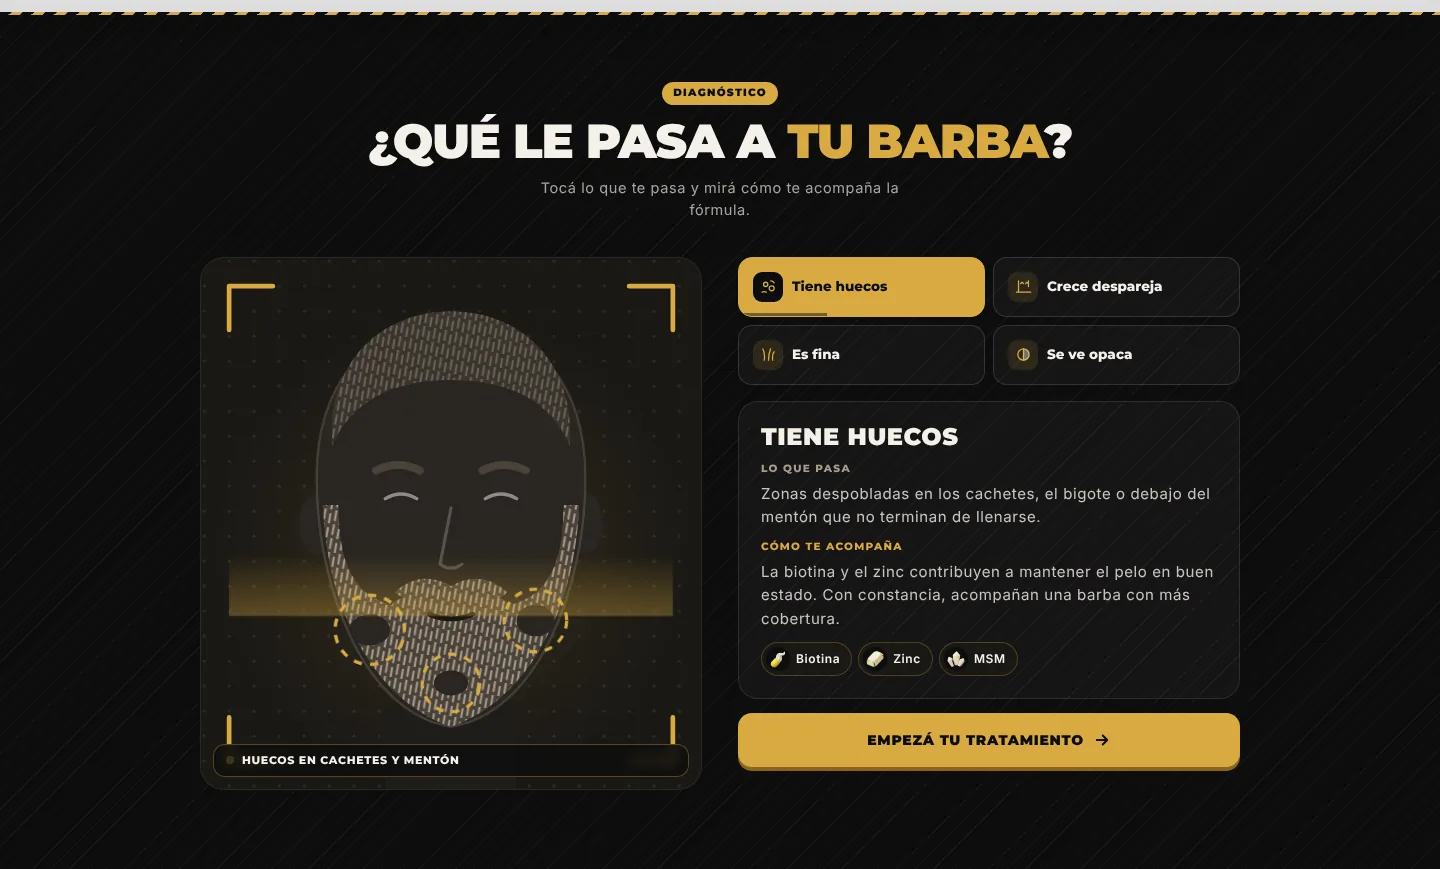 DIAGNÓSTICO
¿QUÉ LE PASA A TU BARBA?
Tocá lo que te pasa y mirá cómo te acompaña la
fórmula.
Tiene huecos
Crece despareja
Es fina
Se ve opaca
TIENE HUECOS
LO QUE PASA
Zonas despobladas en los cachetes, el bigote o debajo del
mentón que no terminan de llenarse.
CÓMO TE ACOMPAÑA
La biotina y el zinc contribuyen a mantener el pelo en buen
estado. Con constancia, acompañan una barba con más
cobertura.
Biotina
Zinc
MSM
EMPEZÁ TU TRATAMIENTO →
HUECOS EN CACHETES Y MENTÓN